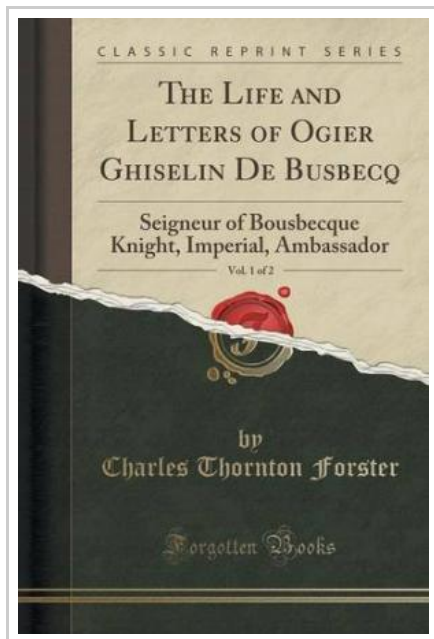 CLASSIC REPRINT SERIES
THE LIFE AND
LETTERS OF OGIER
GHISELIN DE BUSBECQ
Seigneur of Bousbecque
Knight, Imperial, Ambassador
Vol. 1 of 2
by
Charles Thornton Forster
Forgotten Books